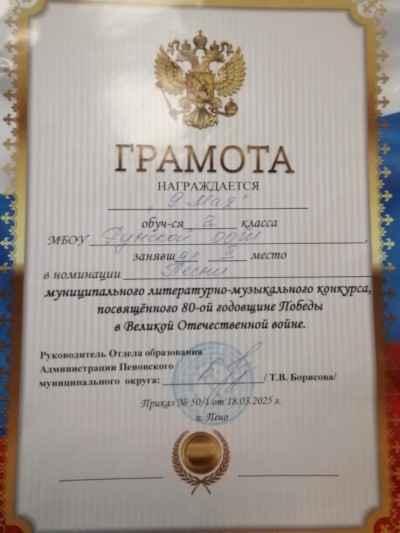 ГРАМОТА
НАГРАЖДАЕТСЯ
"9 Мая"
обуч-ся 2 класса
МБОУ Рунской ООШ,
занявш место
в номинации Песни
муниципального литературно-музыкального конкурса,
посвящённого 80-ой годовщине Победы
в Великой Отечественной войне.
Руководитель Отдела образования
Администрации Пеновского
муниципального округа: / Т.В. Борисова/
Приказ № 50/1 от 18.03.2025 г.
п. Пено